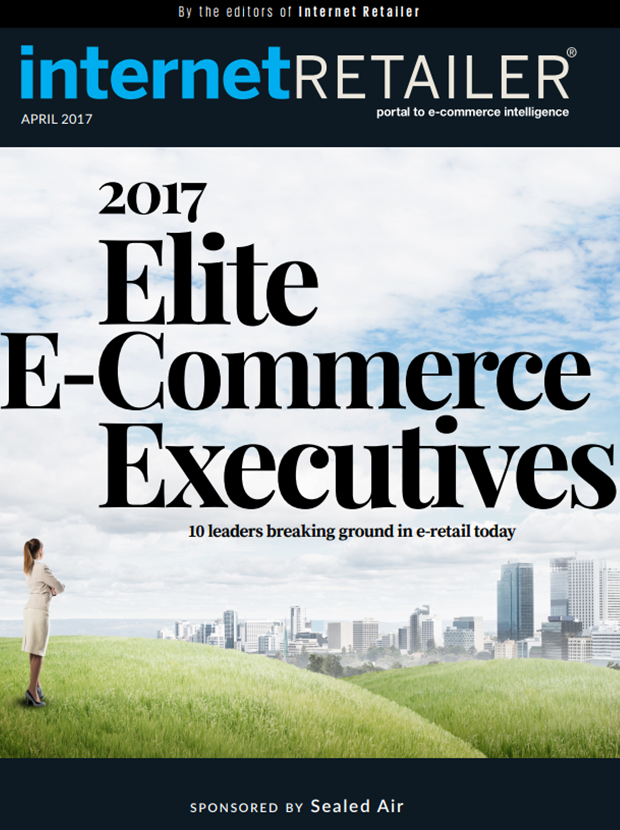 By the editors of Internet Retailer
internetRETAILER®
portal to e-commerce intelligence
APRIL 2017
2017
Elite
E-Commerce
Executives
10 leaders breaking ground in e-retail today
SPONSORED BY Sealed Air